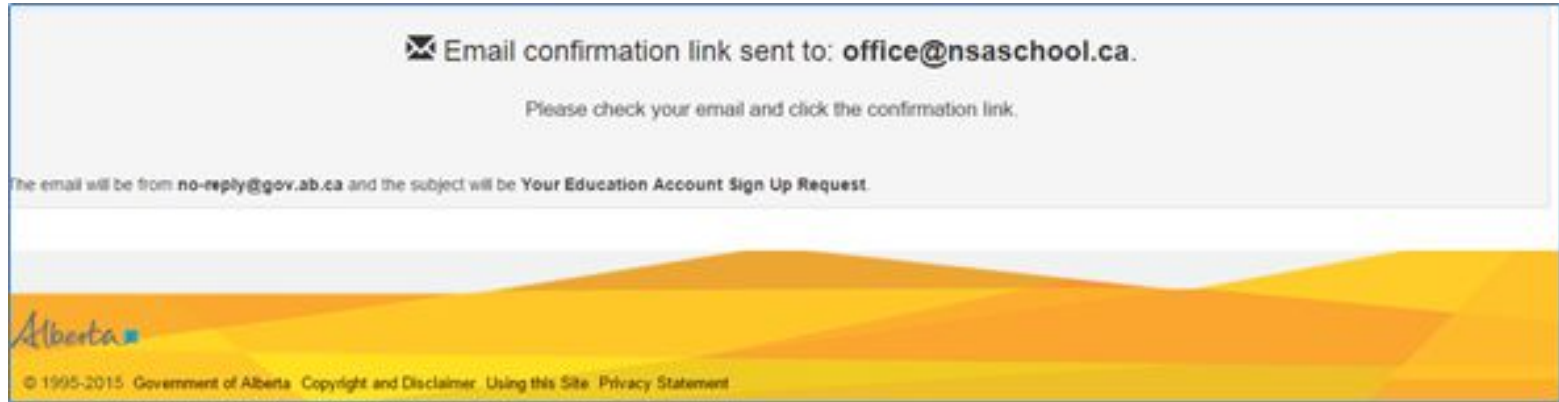 Email confirmation link sent to: office@nsaschool.ca.
Please check your email and click the confirmation link.
The email will be from no-reply@gov.ab.ca and the subject will be Your Education Account Sign Up Request.
Alberta
© 1995-2015 Government of Alberta Copyright and Disclaimer Using this Site Privacy Statement